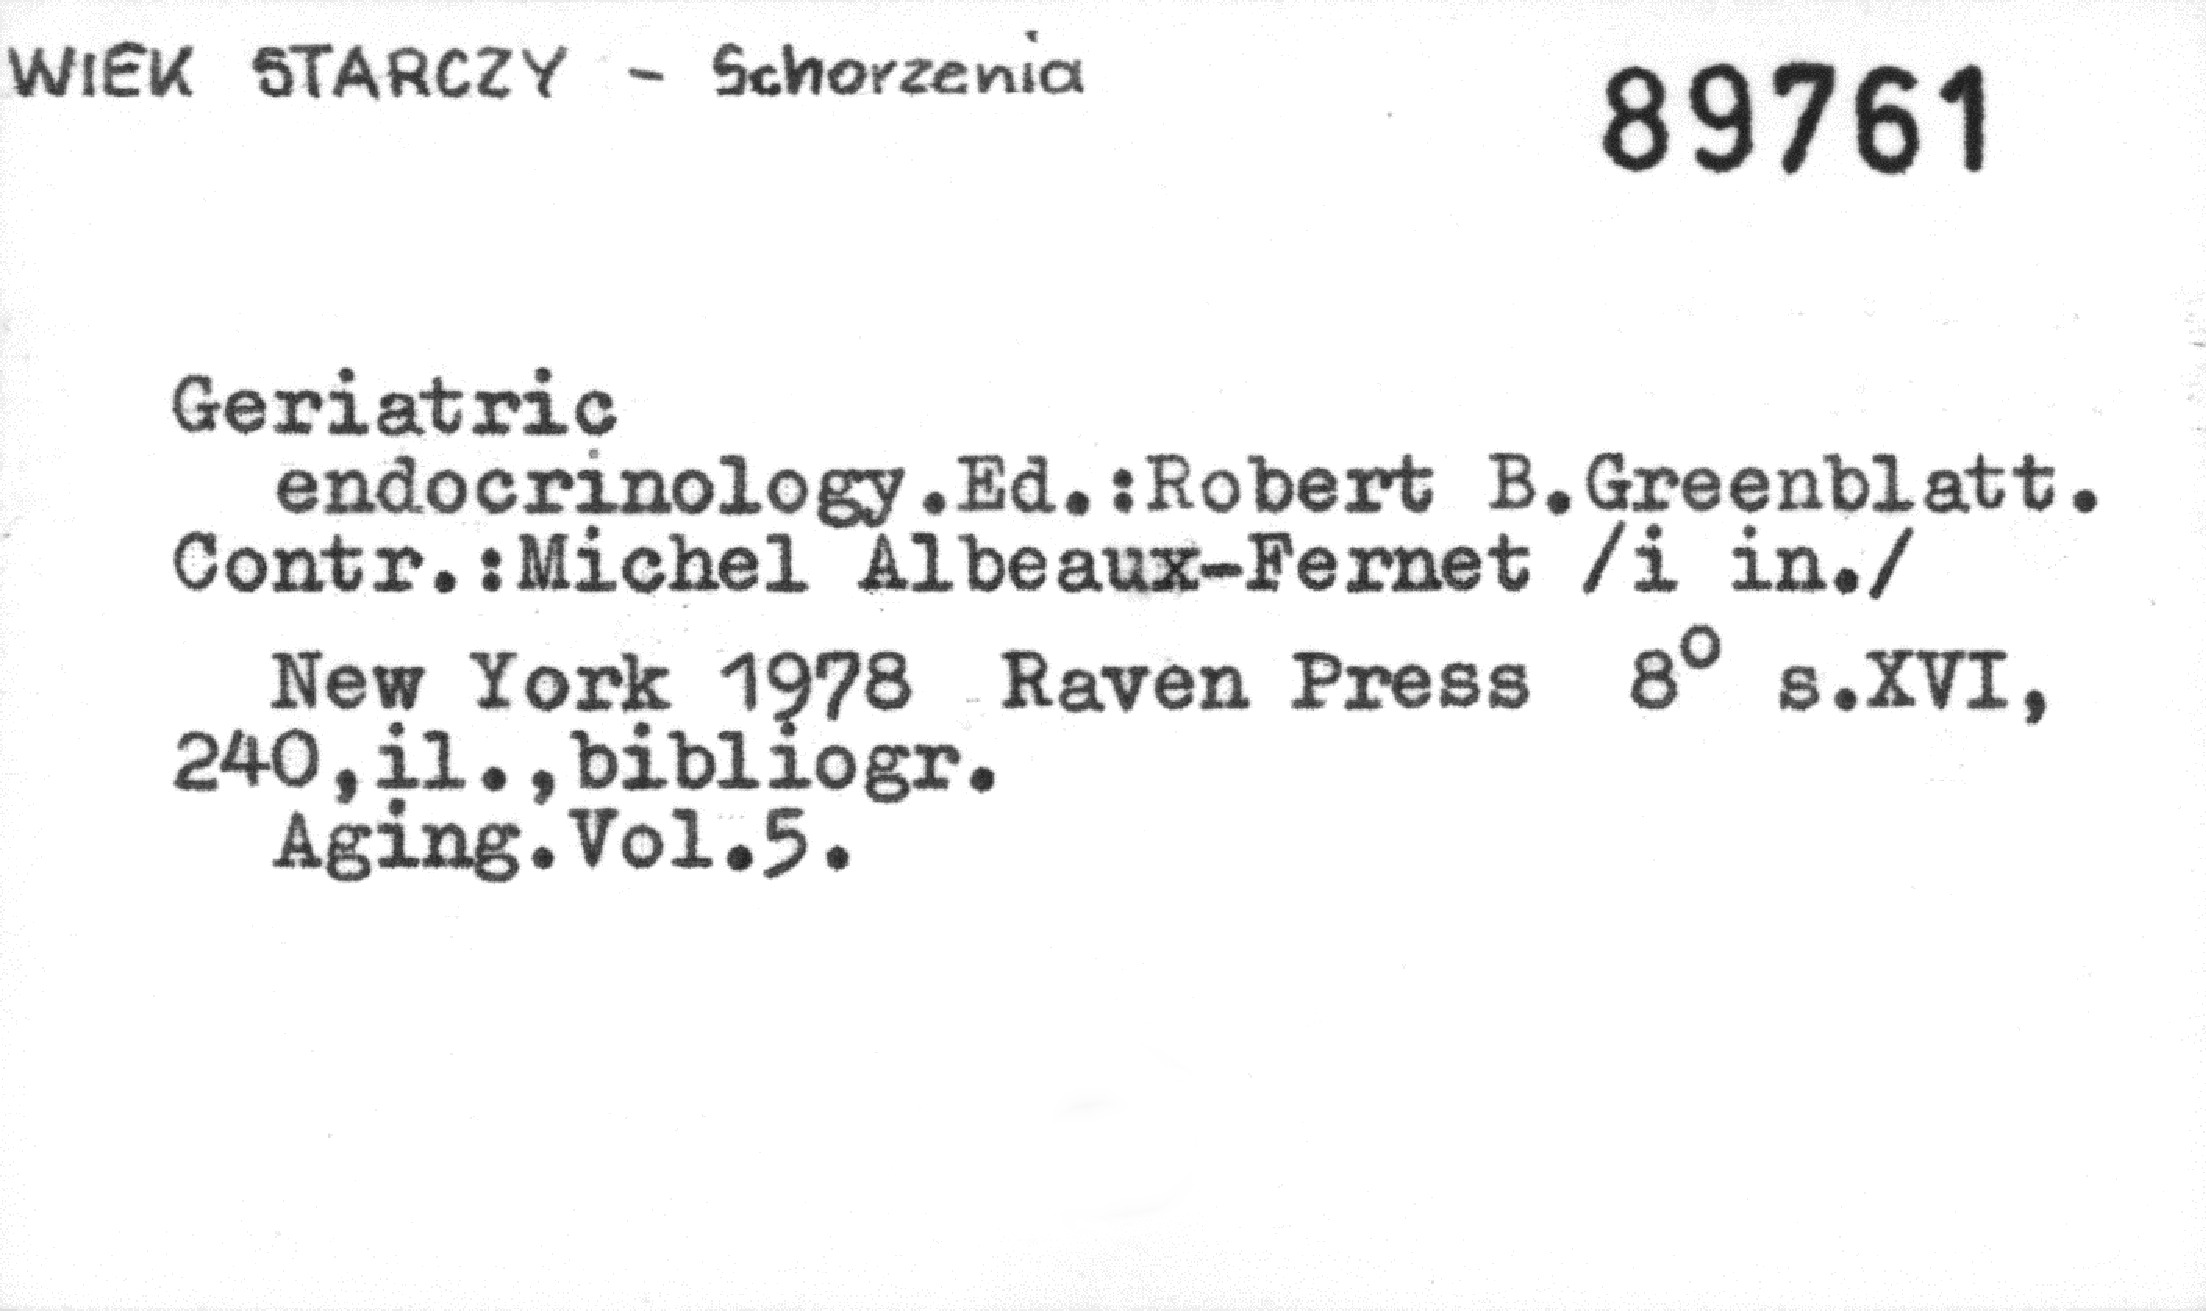 WIEK STARCZY - Schorzenia
89761
Geriatric
endocrinology.Ed.:Robert B.Greenblatt.
Contr.:Michel Albeaux-Fernet /i in./
New York 1978 Raven Press 8° s.XVI,
240,il.,bibliogr.
Aging.Vol.5.